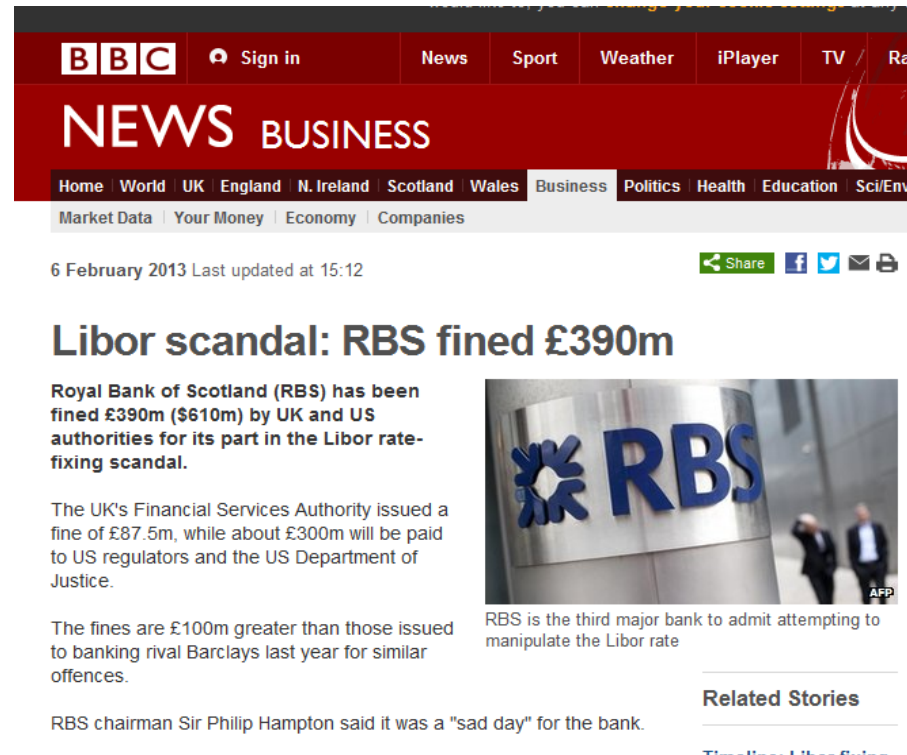 change your cookie settings at any
BBC Sign in News Sport Weather iPlayer TV
NEWS BUSINESS
Home World UK England N. Ireland Scotland Wales Business Politics Health Education
Market Data Your Money Economy Companies
6 February 2013 Last updated at 15:12
Share
Libor scandal: RBS fined £390m
Royal Bank of Scotland (RBS) has been
fined £390m ($610m) by UK and US
authorities for its part in the Libor rate-
fixing scandal.
The UK's Financial Services Authority issued a
fine of £87.5m, while about £300m will be paid
to US regulators and the US Department of
Justice.
The fines are £100m greater than those issued
to banking rival Barclays last year for similar
offences.
RBS chairman Sir Philip Hampton said it was a "sad day" for the bank.
RBS
AFP
RBS is the third major bank to admit attempting to
manipulate the Libor rate
Related Stories